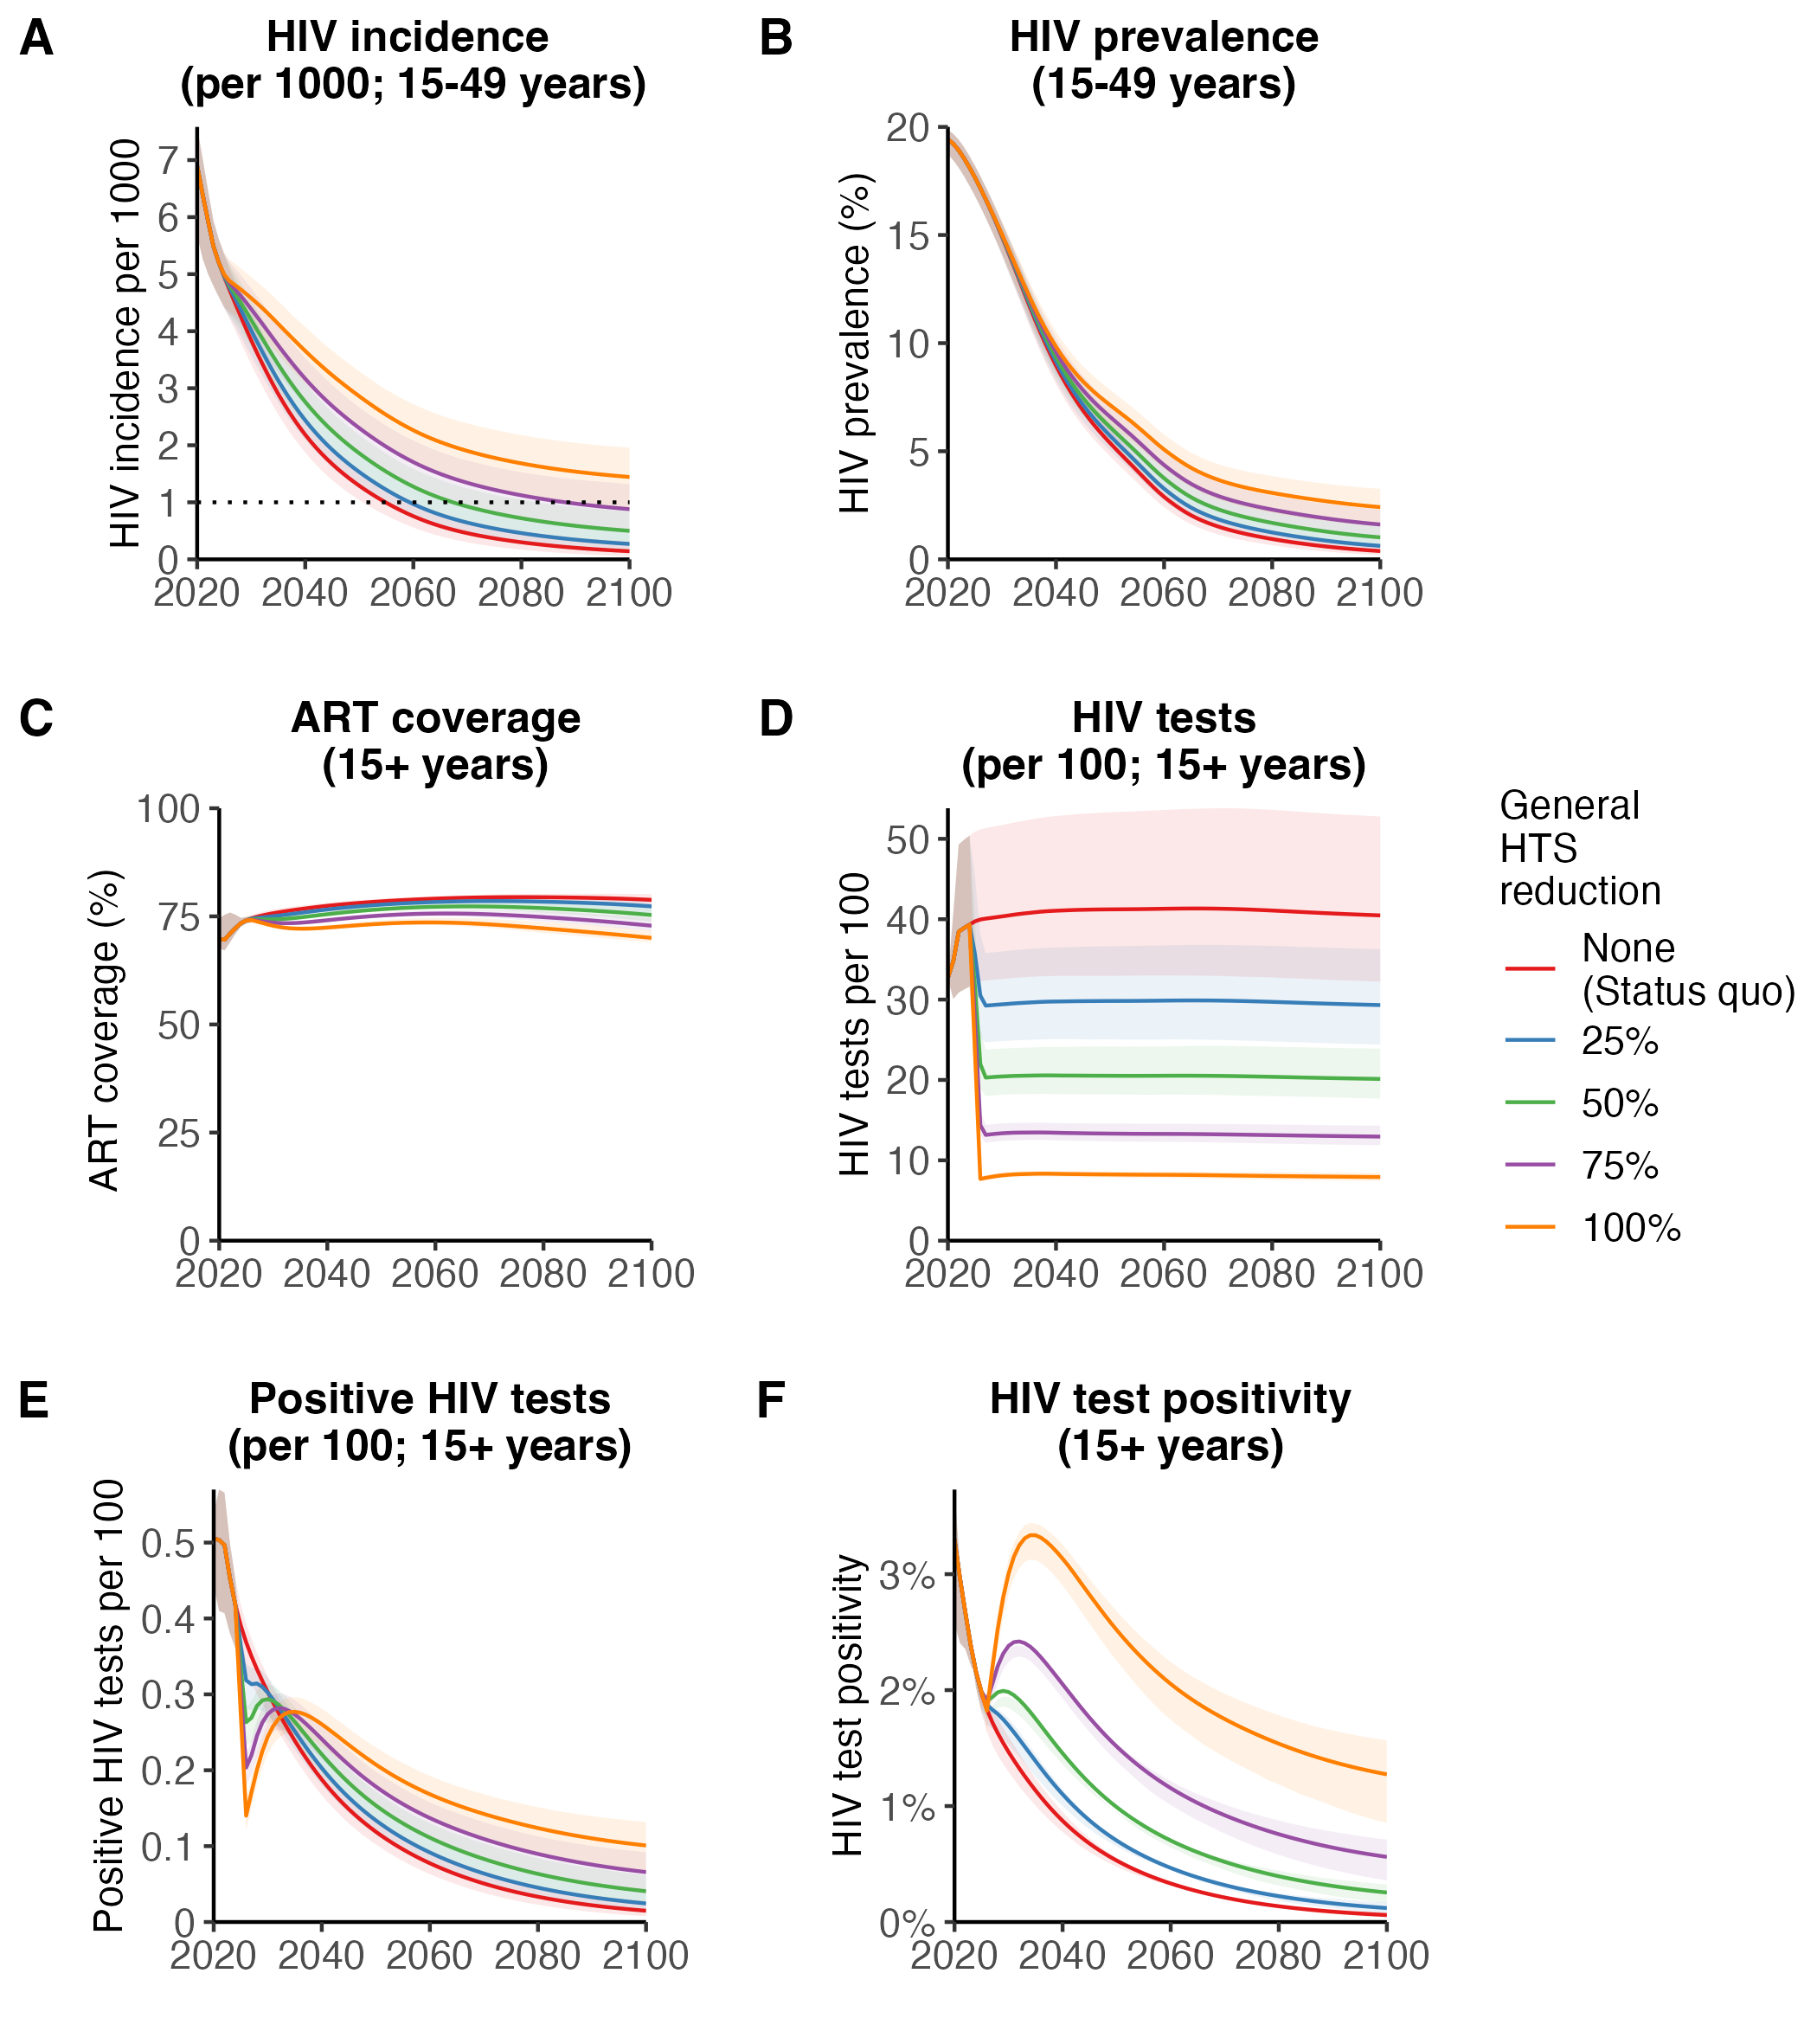 A
HIV incidence
(per 1000; 15-49 years)
HIV incidence per 1000
7
6
5
4
3
2
1
0
2020 2040 2060 2080 2100
B
HIV prevalence
(15-49 years)
HIV prevalence (%)
20
15
10
5
0
2020 2040 2060 2080 2100
C
ART coverage
(15+ years)
ART coverage (%)
100
75
50
25
0
2020 2040 2060 2080 2100
D
HIV tests
(per 100; 15+ years)
HIV tests per 100
50
40
30
20
10
0
2020 2040 2060 2080 2100
General
HTS
reduction
None
(Status quo)
25%
50%
75%
100%
E
Positive HIV tests
(per 100; 15+ years)
Positive HIV tests per 100
0.5
0.4
0.3
0.2
0.1
0
2020 2040 2060 2080 2100
F
HIV test positivity
(15+ years)
HIV test positivity
3%
2%
1%
0%
2020 2040 2060 2080 2100